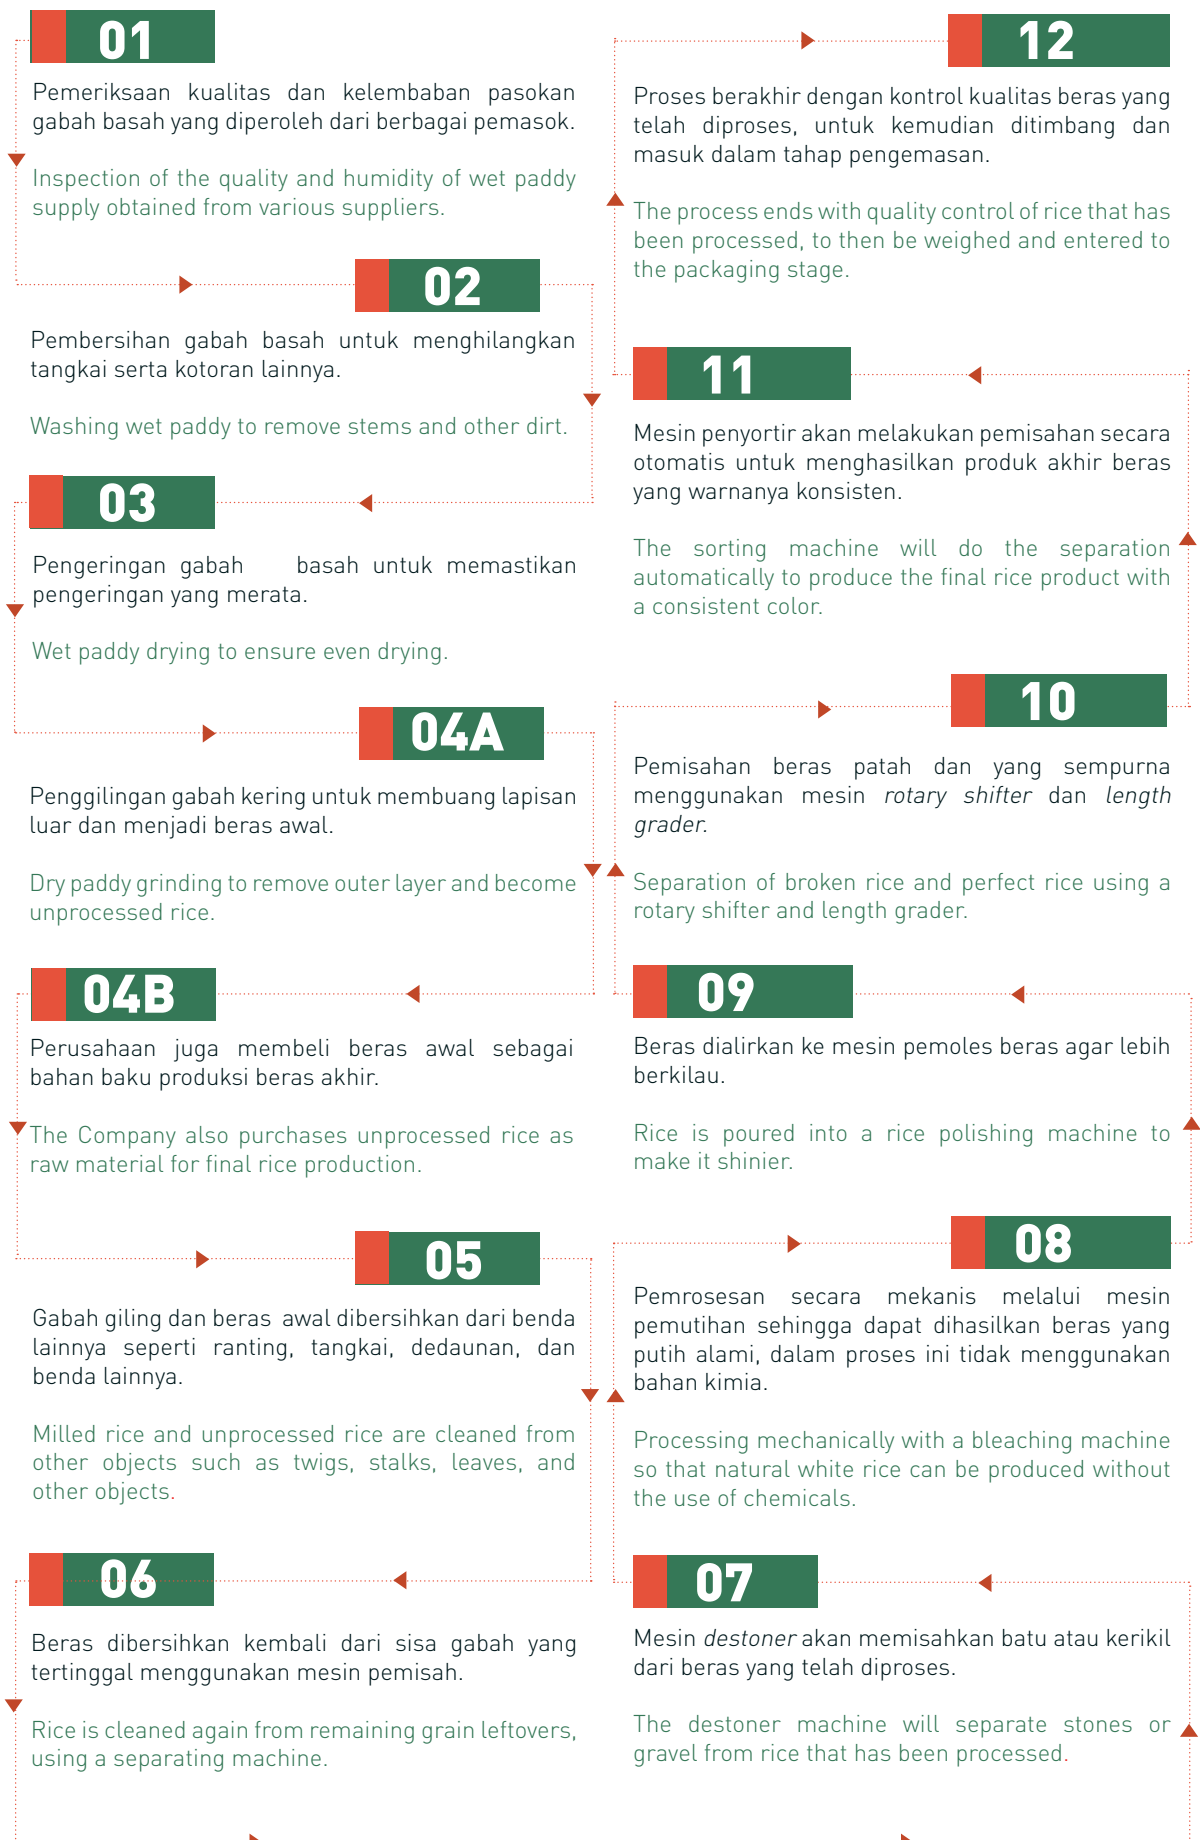 01
Pemeriksaan kualitas dan kelembaban pasokan
gabah basah yang diperoleh dari berbagai pemasok.
Inspection of the quality and humidity of wet paddy
supply obtained from various suppliers.
02
Pembersihan gabah basah untuk menghilangkan
tangkai serta kotoran lainnya.
Washing wet paddy to remove stems and other dirt.
03
Pengeringan gabah basah untuk memastikan
pengeringan yang merata.
Wet paddy drying to ensure even drying.
04A
Penggilingan gabah kering untuk membuang lapisan
luar dan menjadi beras awal.
Dry paddy grinding to remove outer layer and become
unprocessed rice.
04B
Perusahaan juga membeli beras awal sebagai
bahan baku produksi beras akhir.
The Company also purchases unprocessed rice as
raw material for final rice production.
05
Gabah giling dan beras awal dibersihkan dari benda
lainnya seperti ranting, tangkai, dedaunan, dan
benda lainnya.
Milled rice and unprocessed rice are cleaned from
other objects such as twigs, stalks, leaves, and
other objects.
06
Beras dibersihkan kembali dari sisa gabah yang
tertinggal menggunakan mesin pemisah.
Rice is cleaned again from remaining grain leftovers,
using a separating machine.
07
Mesin destoner akan memisahkan batu atau kerikil
dari beras yang telah diproses.
The destoner machine will separate stones or
gravel from rice that has been processed.
08
Pemrosesan secara mekanis melalui mesin
pemutihan sehingga dapat dihasilkan beras yang
putih alami, dalam proses ini tidak menggunakan
bahan kimia.
Processing mechanically with a bleaching machine
so that natural white rice can be produced without
the use of chemicals.
09
Beras dialirkan ke mesin pemoles beras agar lebih
berkilau.
Rice is poured into a rice polishing machine to
make it shinier.
10
Pemisahan beras patah dan yang sempurna
menggunakan mesin rotary shifter dan length
grader.
Separation of broken rice and perfect rice using a
rotary shifter and length grader.
11
Mesin penyortir akan melakukan pemisahan secara
otomatis untuk menghasilkan produk akhir beras
yang warnanya konsisten.
The sorting machine will do the separation
automatically to produce the final rice product with
a consistent color.
12
Proses berakhir dengan kontrol kualitas beras yang
telah diproses, untuk kemudian ditimbang dan
masuk dalam tahap pengemasan.
The process ends with quality control of rice that has
been processed, to then be weighed and entered to
the packaging stage.